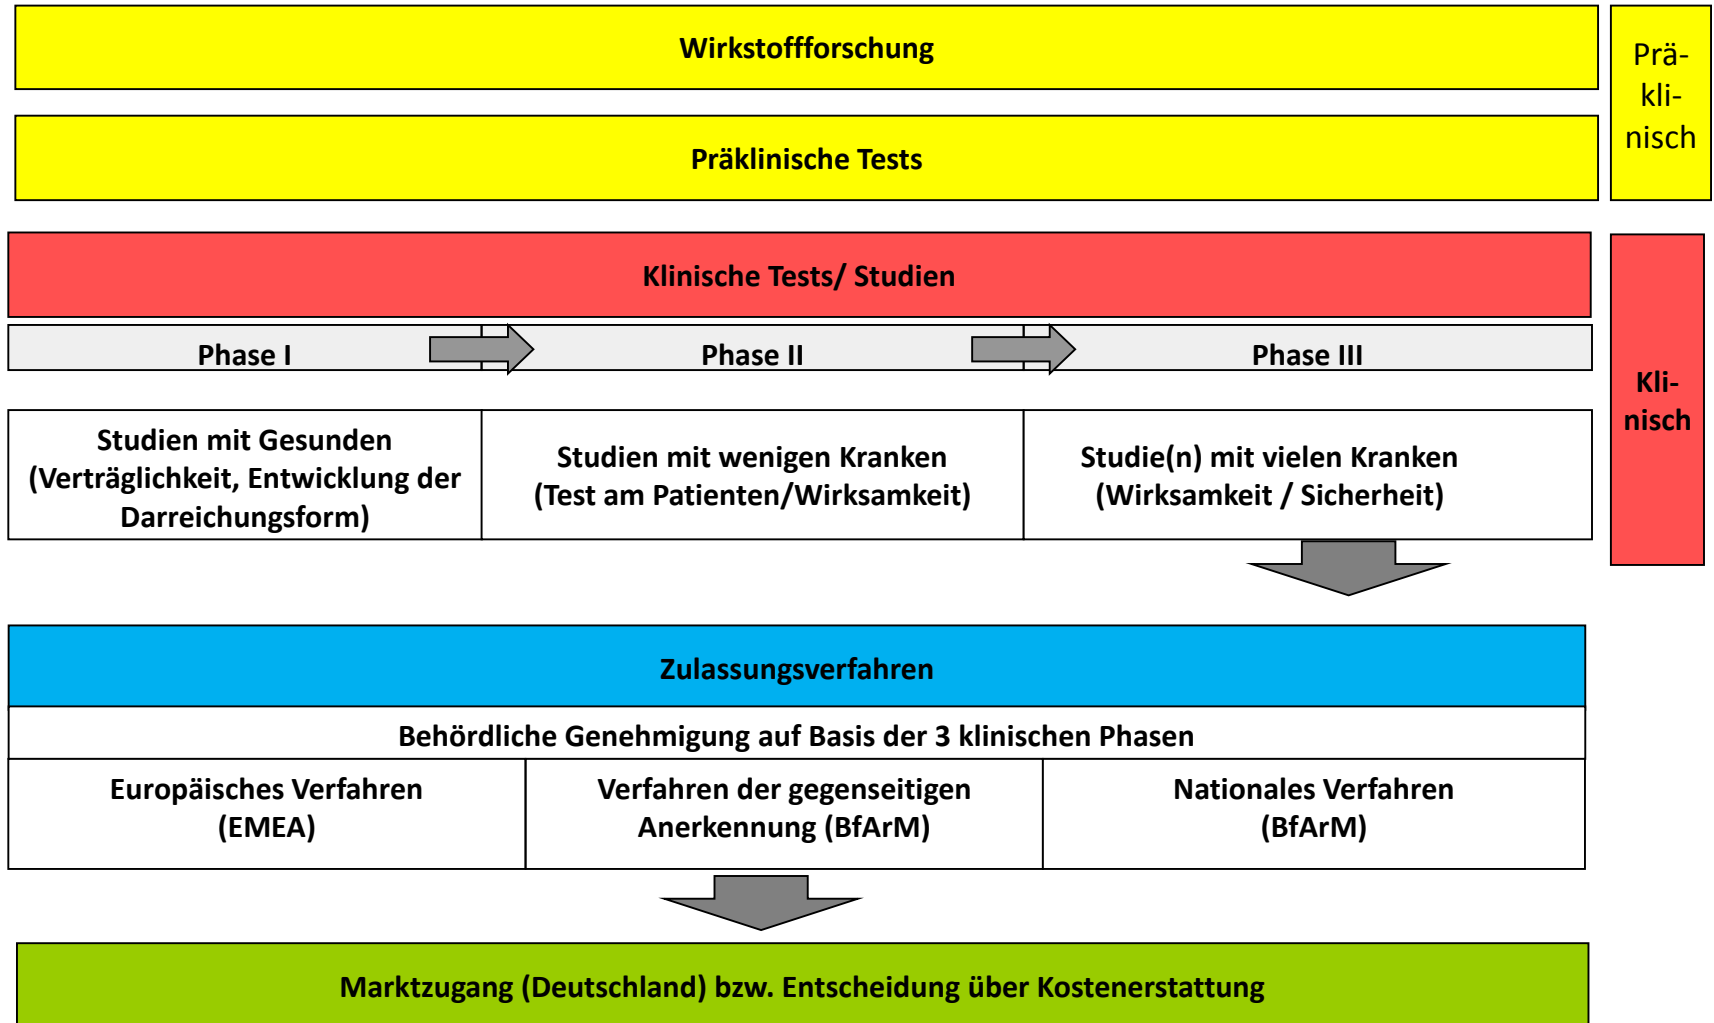 Wirkstoffforschung
Präklinische Tests
Prä-
kli-
nisch
Klinische Tests/ Studien
Phase I
Phase II
Phase III
Kli-
nisch
Studien mit Gesunden
(Verträglichkeit, Entwicklung der
Darreichungsform)
Studien mit wenigen Kranken
(Test am Patienten/Wirksamkeit)
Studie(n) mit vielen Kranken
(Wirksamkeit / Sicherheit)
Zulassungsverfahren
Behördliche Genehmigung auf Basis der 3 klinischen Phasen
Europäisches Verfahren
(EMEA)
Verfahren der gegenseitigen
Anerkennung (BfArM)
Nationales Verfahren
(BfArM)
Marktzugang (Deutschland) bzw. Entscheidung über Kostenerstattung